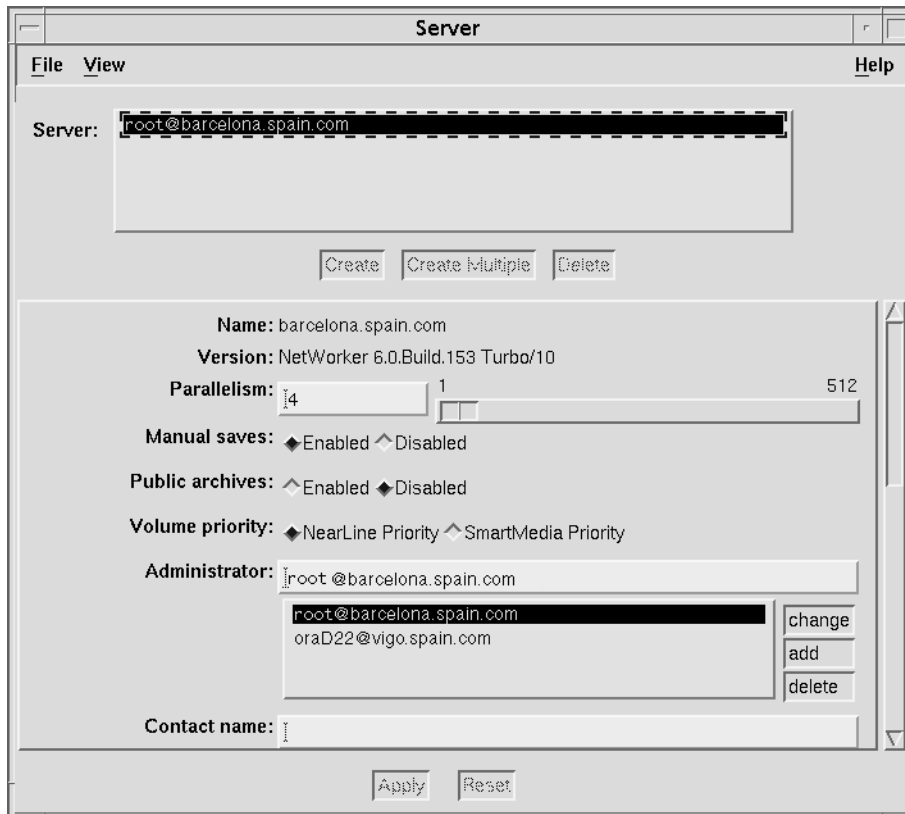 Server
File View Help
Server: root@barcelona.spain.com
Create Create Multiple Delete
Name: barcelona.spain.com
Version: NetWorker 6.0.Build.153 Turbo/10
Parallelism: 4 1 512
Manual saves: Enabled Disabled
Public archives: Enabled Disabled
Volume priority: NearLine Priority SmartMedia Priority
Administrator: root @barcelona.spain.com
root@barcelona.spain.com change
oraD22@vigo.spain.com add
delete
Contact name:
Apply Reset